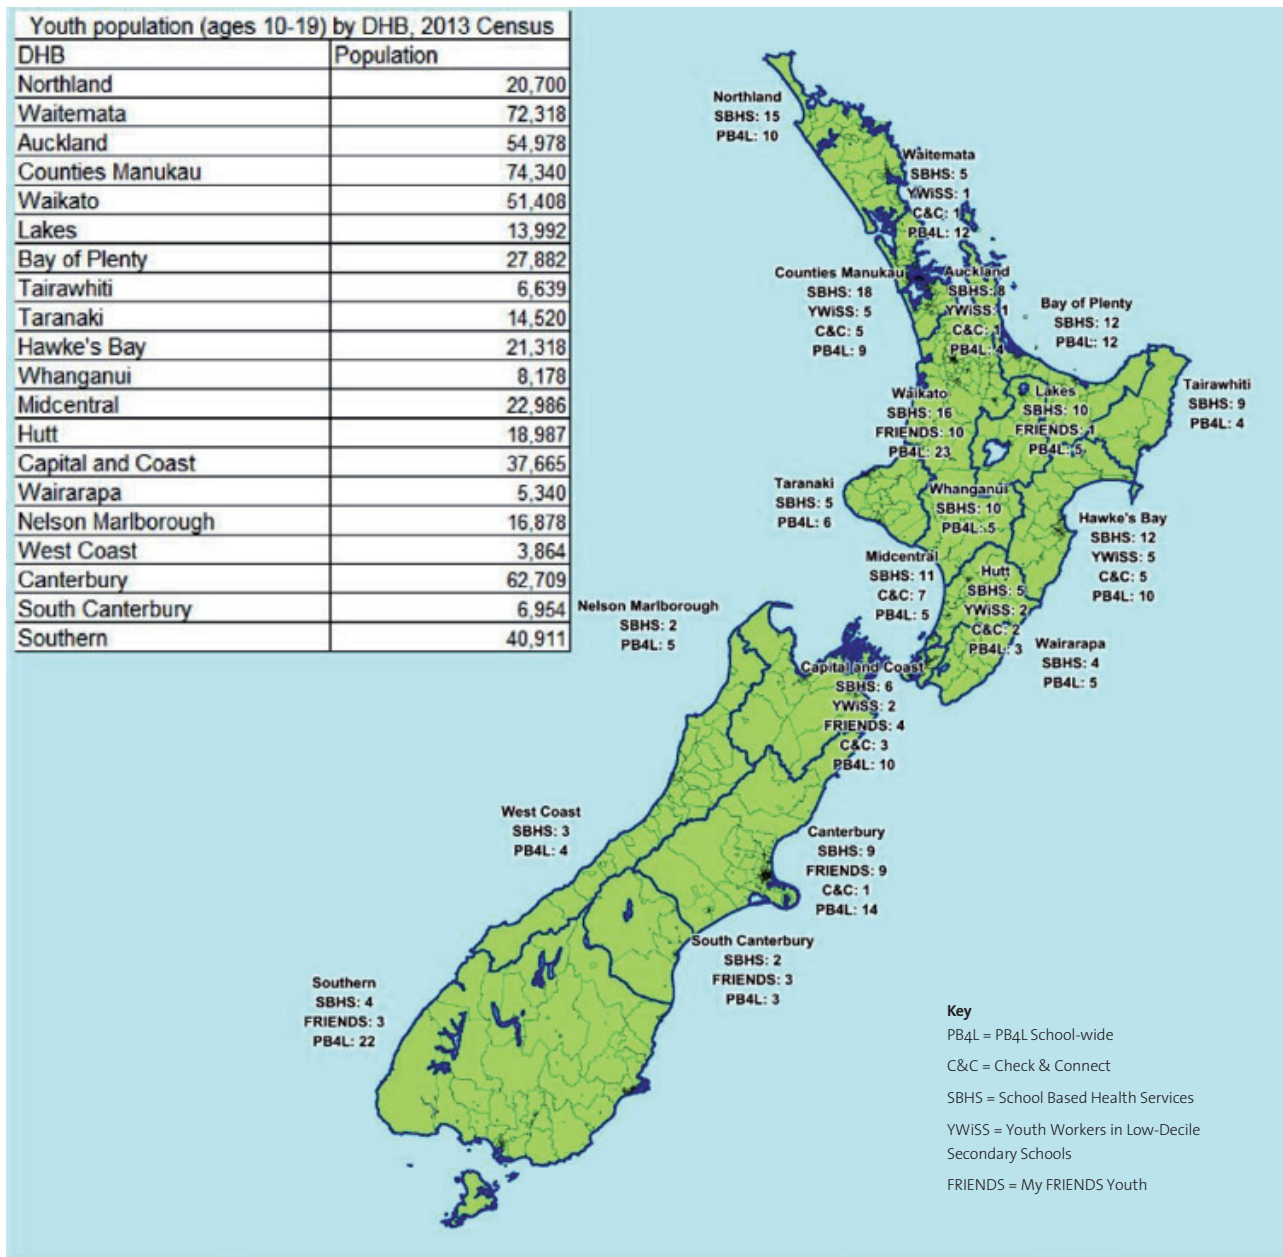 Youth population (ages 10-19) by DHB, 2013 Census
DHB Population
Northland 20,700
Waitemata 72,318
Auckland 54,978
Counties Manukau 74,340
Waikato 51,408
Lakes 13,992
Bay of Plenty 27,882
Tairawhiti 6,639
Taranaki 14,520
Hawke's Bay 21,318
Whanganui 8,178
Midcentral 22,986
Hutt 18,987
Capital and Coast 37,665
Wairarapa 5,340
Nelson Marlborough 16,878
West Coast 3,864
Canterbury 62,709
South Canterbury 6,954
Southern 40,911
Northland
SBHS: 15
PB4L: 10
Waitemata
SBHS: 5
YWiSS: 1
C&C: 1
PB4L: 12
Counties Manukau
SBHS: 18
YWiSS: 5
C&C: 5
PB4L: 9
Auckland
SBHS: 8
YWiSS: 1
C&C: 1
PB4L: 4
Bay of Plenty
SBHS: 12
PB4L: 12
Waikato
SBHS: 16
FRIENDS: 10
PB4L: 23
Lakes
SBHS: 10
FRIENDS: 1
PB4L: 5
Tairawhiti
SBHS: 9
PB4L: 4
Taranaki
SBHS: 5
PB4L: 6
Whanganui
SBHS: 10
PB4L: 5
Hawke's Bay
SBHS: 12
YWiSS: 5
C&C: 5
PB4L: 10
Midcentral
SBHS: 11
C&C: 7
PB4L: 5
Hutt
SBHS: 5
YWiSS: 2
C&C: 2
PB4L: 3
Wairarapa
SBHS: 4
PB4L: 5
Nelson Marlborough
SBHS: 2
PB4L: 5
Capital and Coast
SBHS: 6
YWiSS: 2
FRIENDS: 4
C&C: 3
PB4L: 10
West Coast
SBHS: 3
PB4L: 4
Canterbury
SBHS: 9
FRIENDS: 9
C&C: 1
PB4L: 14
South Canterbury
SBHS: 2
FRIENDS: 3
PB4L: 3
Southern
SBHS: 4
FRIENDS: 3
PB4L: 22
Key
PB4L = PB4L School-wide
C&C = Check & Connect
SBHS = School Based Health Services
YWiSS = Youth Workers in Low-Decile
Secondary Schools
FRIENDS = My FRIENDS Youth